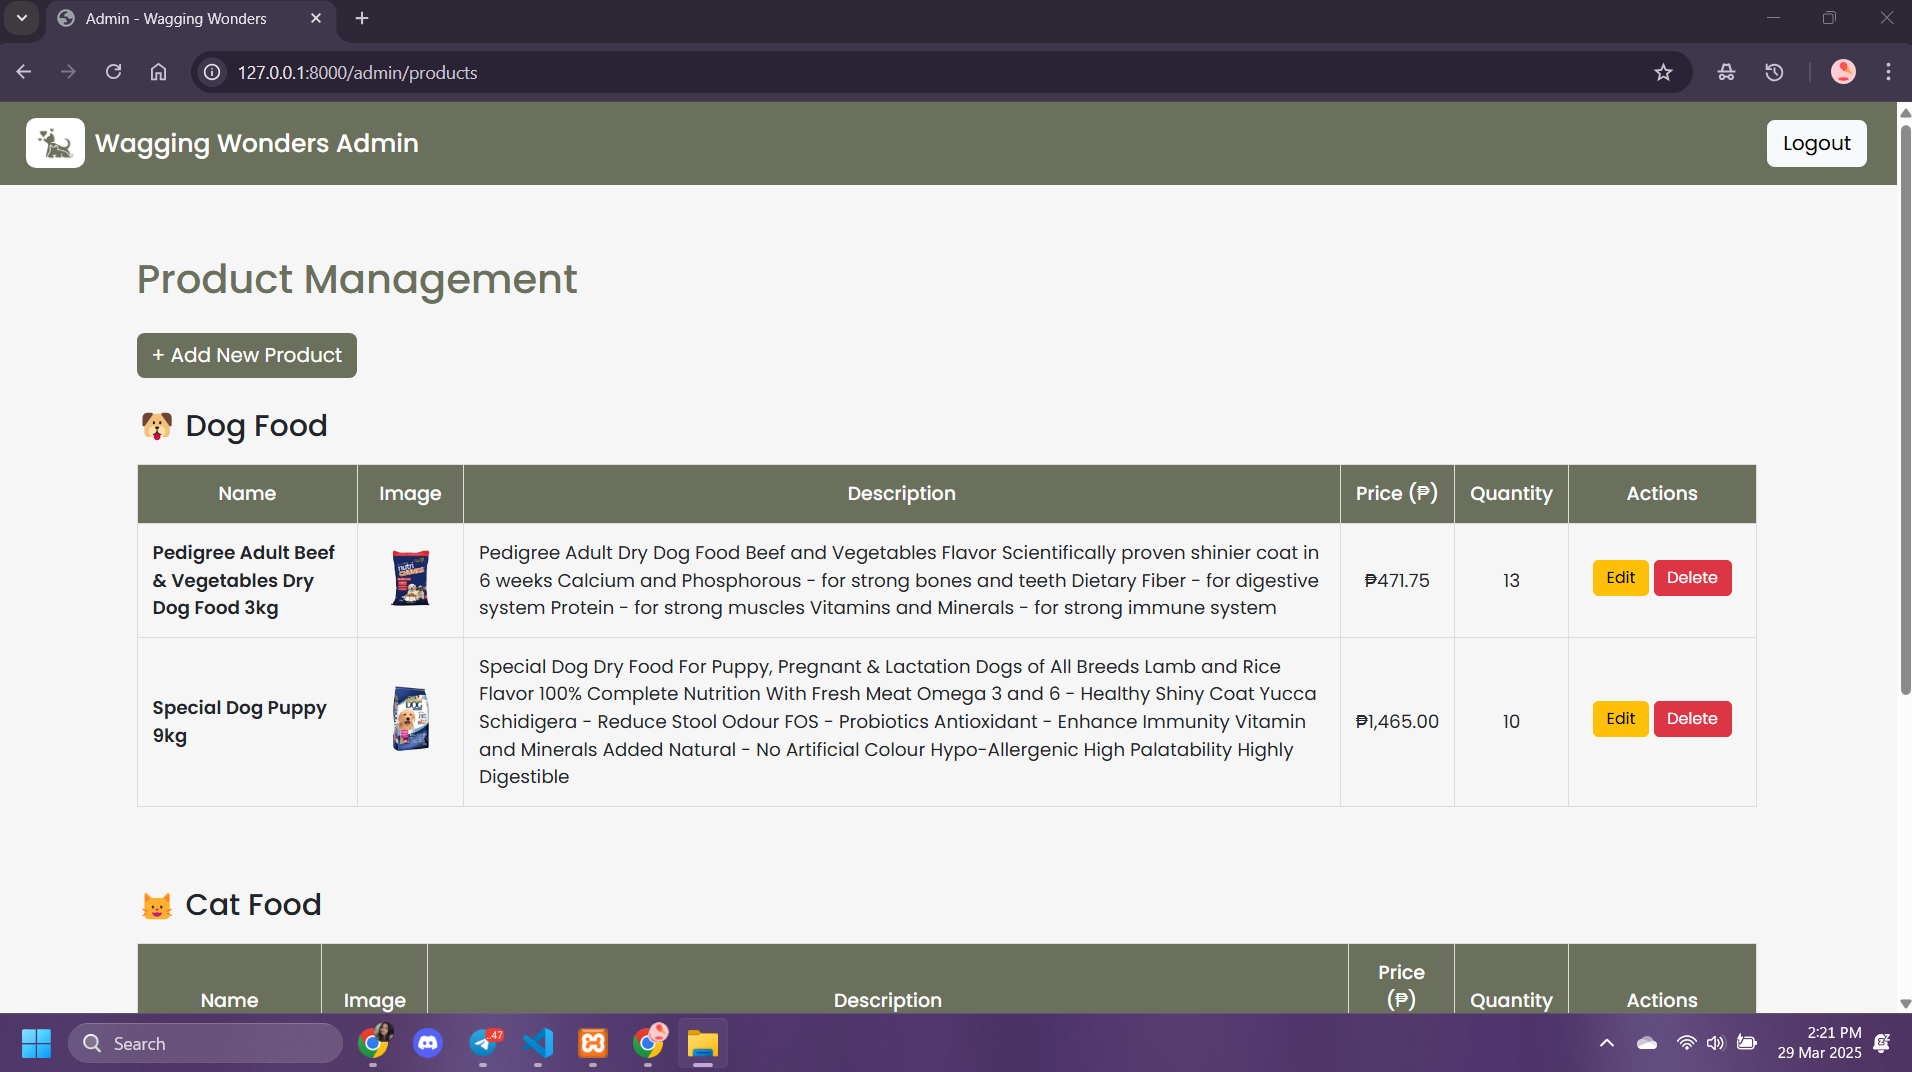 Admin - Wagging Wonders
127.0.0.1:8000/admin/products
Wagging Wonders Admin
Logout
Product Management
+ Add New Product
Dog Food
Name Image Description Price (₱) Quantity Actions
Pedigree Adult Beef
& Vegetables Dry
Dog Food 3kg
nutri
CHUNKS
Pedigree Adult Dry Dog Food Beef and Vegetables Flavor Scientifically proven shinier coat in
6 weeks Calcium and Phosphorous - for strong bones and teeth Dietary Fiber - for digestive
system Protein - for strong muscles Vitamins and Minerals - for strong immune system
₱471.75
13
Edit
Delete
Special Dog Puppy
9kg
DOG
Special Dog Dry Food For Puppy, Pregnant & Lactation Dogs of All Breeds Lamb and Rice
Flavor 100% Complete Nutrition With Fresh Meat Omega 3 and 6 - Healthy Shiny Coat Yucca
Schidigera - Reduce Stool Odour FOS - Probiotics Antioxidant - Enhance Immunity Vitamin
and Minerals Added Natural - No Artificial Colour Hypo-Allergenic High Palatability Highly
Digestible
₱1,465.00
10
Edit
Delete
Cat Food
Name Image Description Price
(₱) Quantity Actions
Search
47
2:21 PM
29 Mar 2025